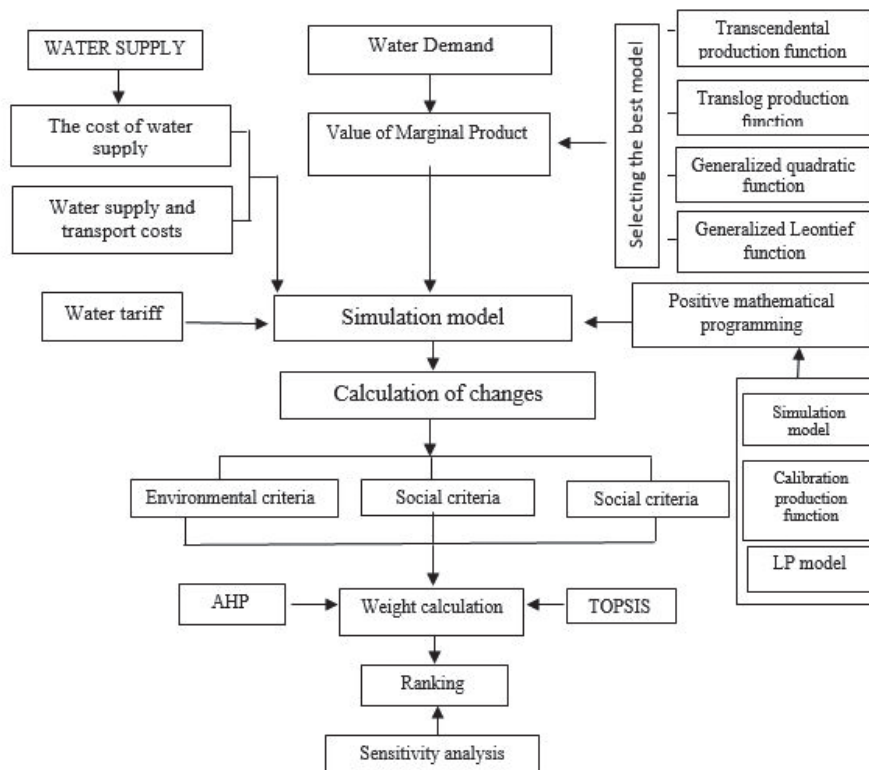 WATER SUPPLY
The cost of water
supply
Water supply and
transport costs
Water Demand
Value of Marginal Product
Selecting the best model
Transcendental
production function
Translog production
function
Generalized quadratic
function
Generalized Leontief
function
Water tariff
Simulation model
Positive mathematical
programming
Calculation of changes
Simulation
model
Calibration
production
function
LP model
Environmental criteria
Social criteria
Social criteria
AHP
Weight calculation
TOPSIS
Ranking
Sensitivity analysis